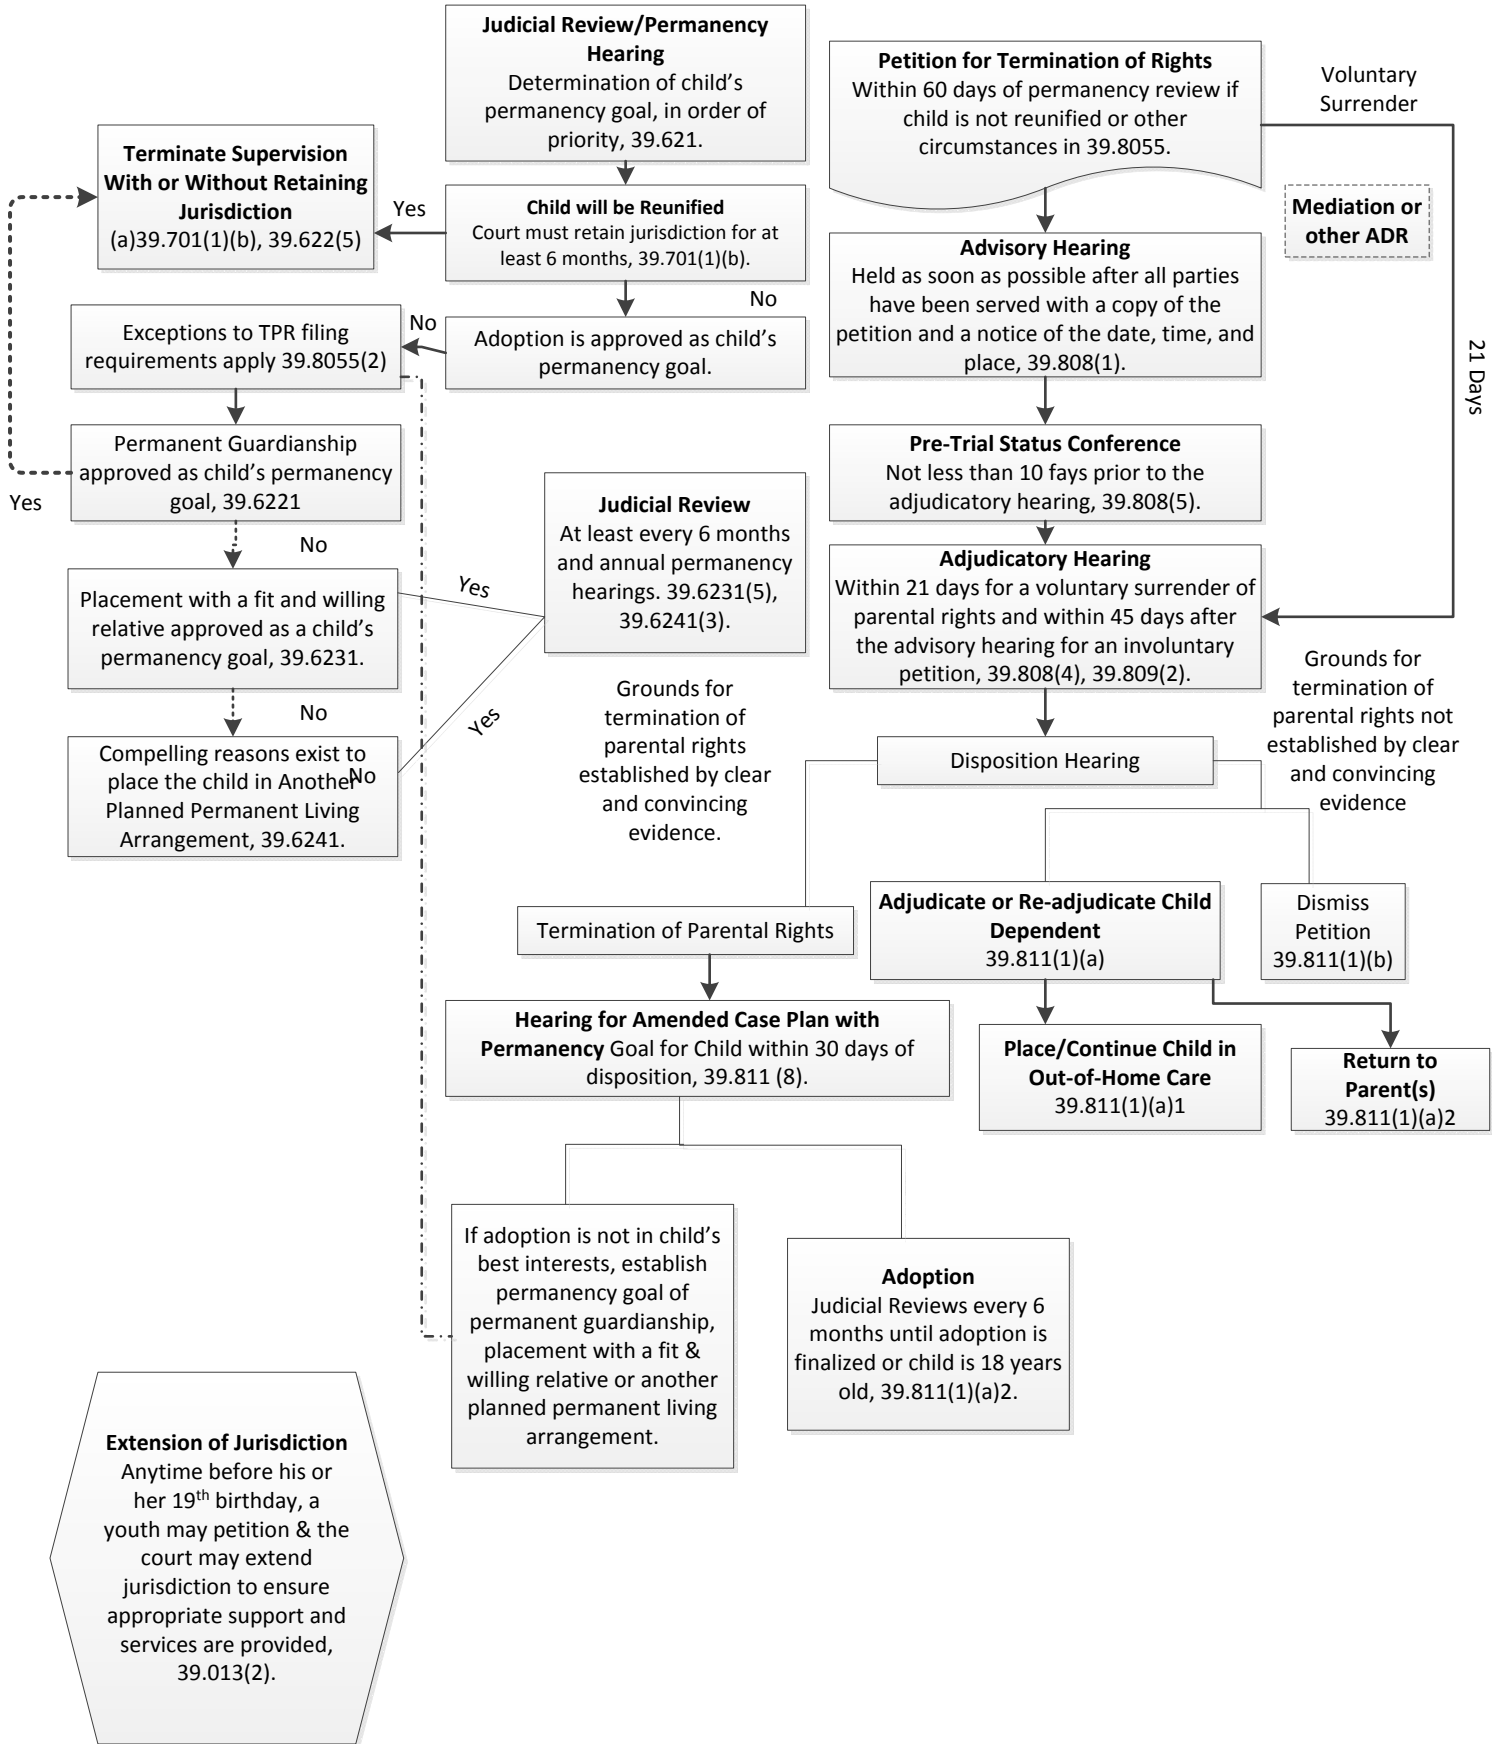 Judicial Review/Permanency
Hearing
Determination of child's
permanency goal, in order of
priority, 39.621.
Petition for Termination of Rights
Within 60 days of permanency review if
child is not reunified or other
circumstances in 39.8055.
Voluntary
Surrender
Terminate Supervision
With or Without Retaining
Jurisdiction
(a)39.701(1)(b), 39.622(5)
Yes
Child will be Reunified
Court must retain jurisdiction for at
least 6 months, 39.701(1)(b).
Mediation or
other ADR
Advisory Hearing
Held as soon as possible after all parties
have been served with a copy of the
petition and a notice of the date, time, and
place, 39.808(1).
No
Exceptions to TPR filing
requirements apply 39.8055(2)
No
Adoption is approved as child's
permanency goal.
21 Days
Permanent Guardianship
approved as child's permanency
goal, 39.6221
Yes
Pre-Trial Status Conference
Not less than 10 fays prior to the
adjudicatory hearing, 39.808(5).
No
Judicial Review
At least every 6 months
and annual permanency
hearings. 39.6231(5),
39.6241(3).
Yes
Adjudicatory Hearing
Within 21 days for a voluntary surrender of
parental rights and within 45 days after
the advisory hearing for an involuntary
petition, 39.808(4), 39.809(2).
Placement with a fit and willing
relative approved as a child's
permanency goal, 39.6231.
No
Yes
Grounds for
termination of
parental rights
established by clear
and convincing
evidence.
Grounds for
termination of
parental rights not
established by clear
and convincing
evidence
Compelling reasons exist to
place the child in Another
Planned Permanent Living
Arrangement, 39.6241.
No
Disposition Hearing
Termination of Parental Rights
Adjudicate or Re-adjudicate Child
Dependent
39.811(1)(a)
Dismiss
Petition
39.811(1)(b)
Hearing for Amended Case Plan with
Permanency Goal for Child within 30 days of
disposition, 39.811 (8).
Place/Continue Child in
Out-of-Home Care
39.811(1)(a)1
Return to
Parent(s)
39.811(1)(a)2
If adoption is not in child's
best interests, establish
permanency goal of
permanent guardianship,
placement with a fit &
willing relative or another
planned permanent living
arrangement.
Adoption
Judicial Reviews every 6
months until adoption is
finalized or child is 18 years
old, 39.811(1)(a)2.
Extension of Jurisdiction
Anytime before his or
her 19th birthday, a
youth may petition & the
court may extend
jurisdiction to ensure
appropriate support and
services are provided,
39.013(2).